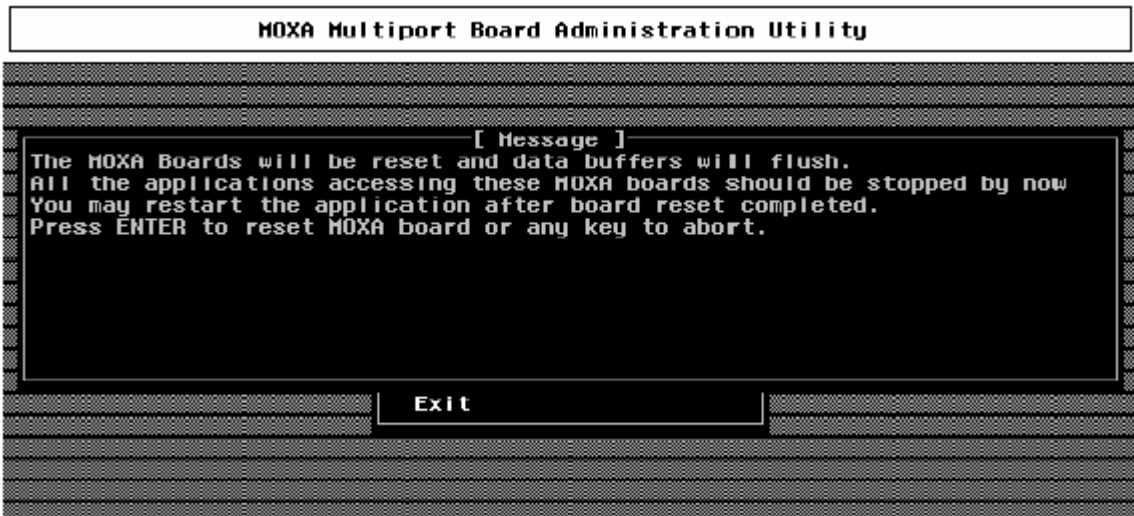 MOXA Multiport Board Administration Utility
[ Message ]
The MOXA Boards will be reset and data buffers will flush.
All the applications accessing these MOXA boards should be stopped by now
You may restart the application after board reset completed.
Press ENTER to reset MOXA board or any key to abort.
Exit